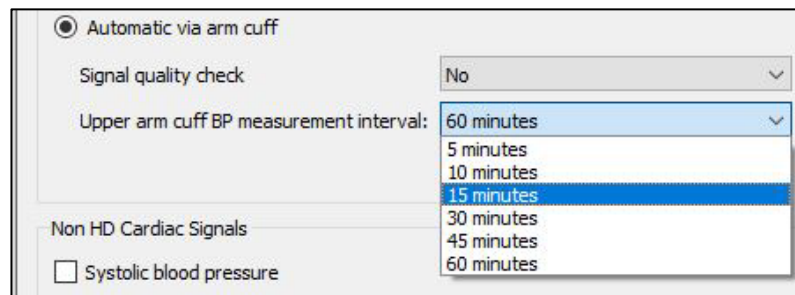 Automatic via arm cuff
Signal quality check No
Upper arm cuff BP measurement interval: 60 minutes
5 minutes
10 minutes
15 minutes
30 minutes
45 minutes
60 minutes
Non HD Cardiac Signals
Systolic blood pressure